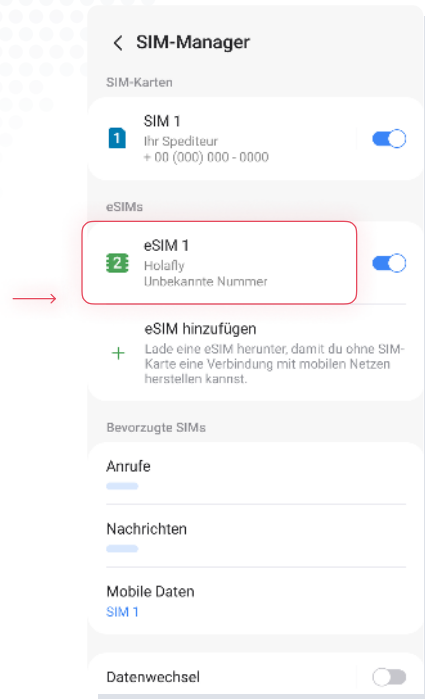 SIM-Manager
SIM-Karten
1
SIM 1
Ihr Spediteur
+ 00 (000) 000 - 0000
eSIMs
2
eSIM 1
Holafly
Unbekannte Nummer
eSIM hinzufügen
Lade eine eSIM herunter, damit du ohne SIM-
Karte eine Verbindung mit mobilen Netzen
herstellen kannst.
Bevorzugte SIMs
Anrufe
Nachrichten
Mobile Daten
SIM 1
Datenwechsel